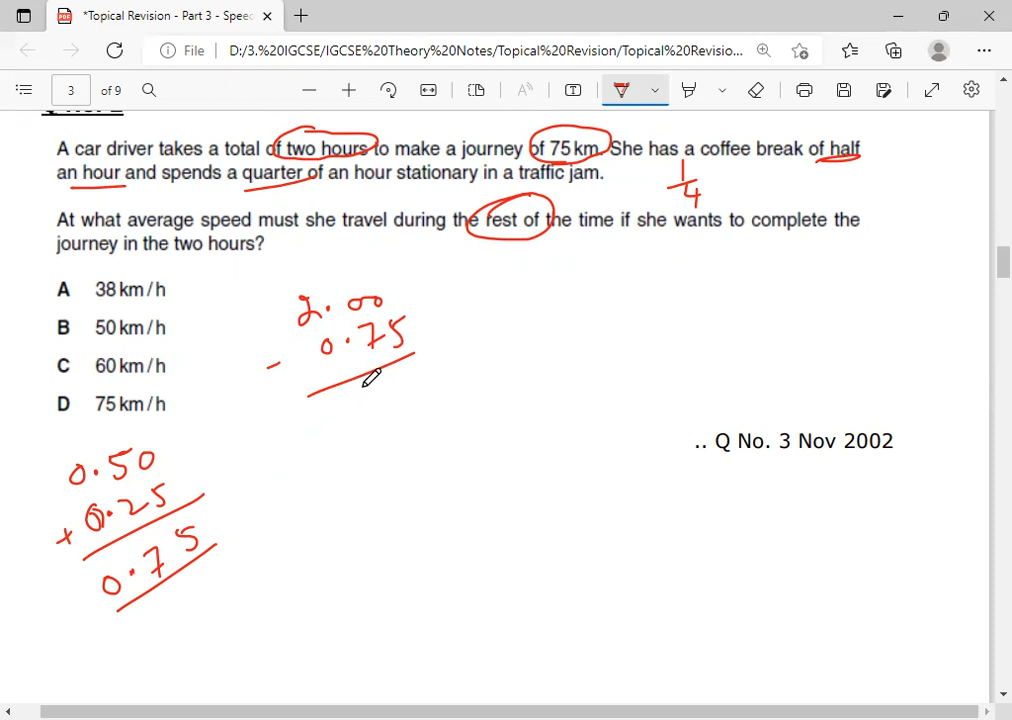 *Topical Revision - Part 3 - Spee
File D:/3.%20IGCSE%20Theory%20Notes/Topical%20Revision/Topical%20Revisio...
3 of 9
A car driver takes a total of two hours to make a journey of 75 km. She has a coffee break of half
an hour and spends a quarter of an hour stationary in a traffic jam.
1/4
At what average speed must she travel during the rest of the time if she wants to complete the
journey in the two hours?
A 38 km / h
B 50 km / h
C 60 km / h
D 75 km / h
2.00
- 0.75
.. Q No. 3 Nov 2002
0.50
+ 0.25
0.75